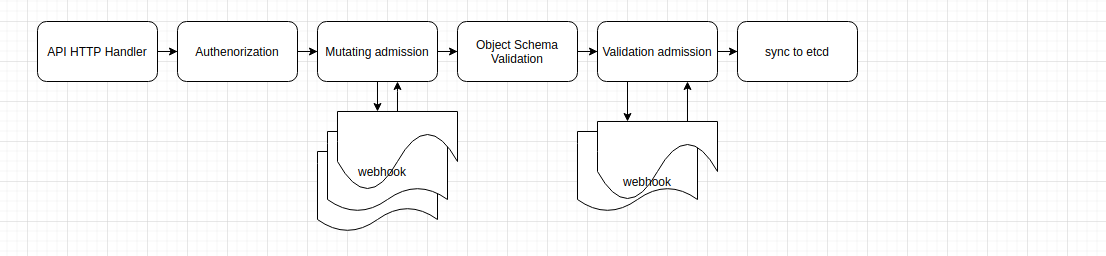 API HTTP Handler
Authenorization
Mutating admission
Object Schema
Validation
Validation admission
sync to etcd
webhook
webhook